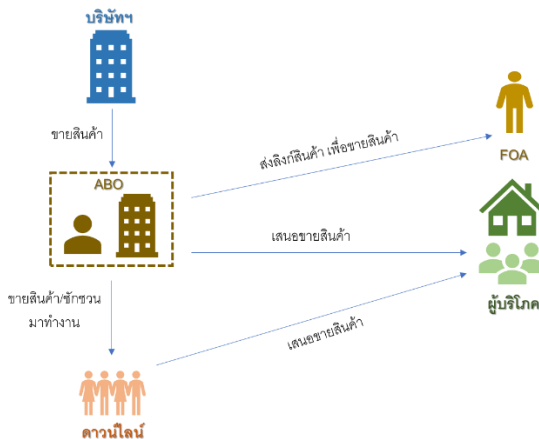 บริษัทฯ
ขายสินค้า
ส่งลิงก์สินค้า เพื่อขายสินค้า
FOA
ABO
เสนอขายสินค้า
ผู้บริโภค
ขายสินค้า/ชักชวน
มาทำงาน
เสนอขายสินค้า
ดาวน์ไลน์